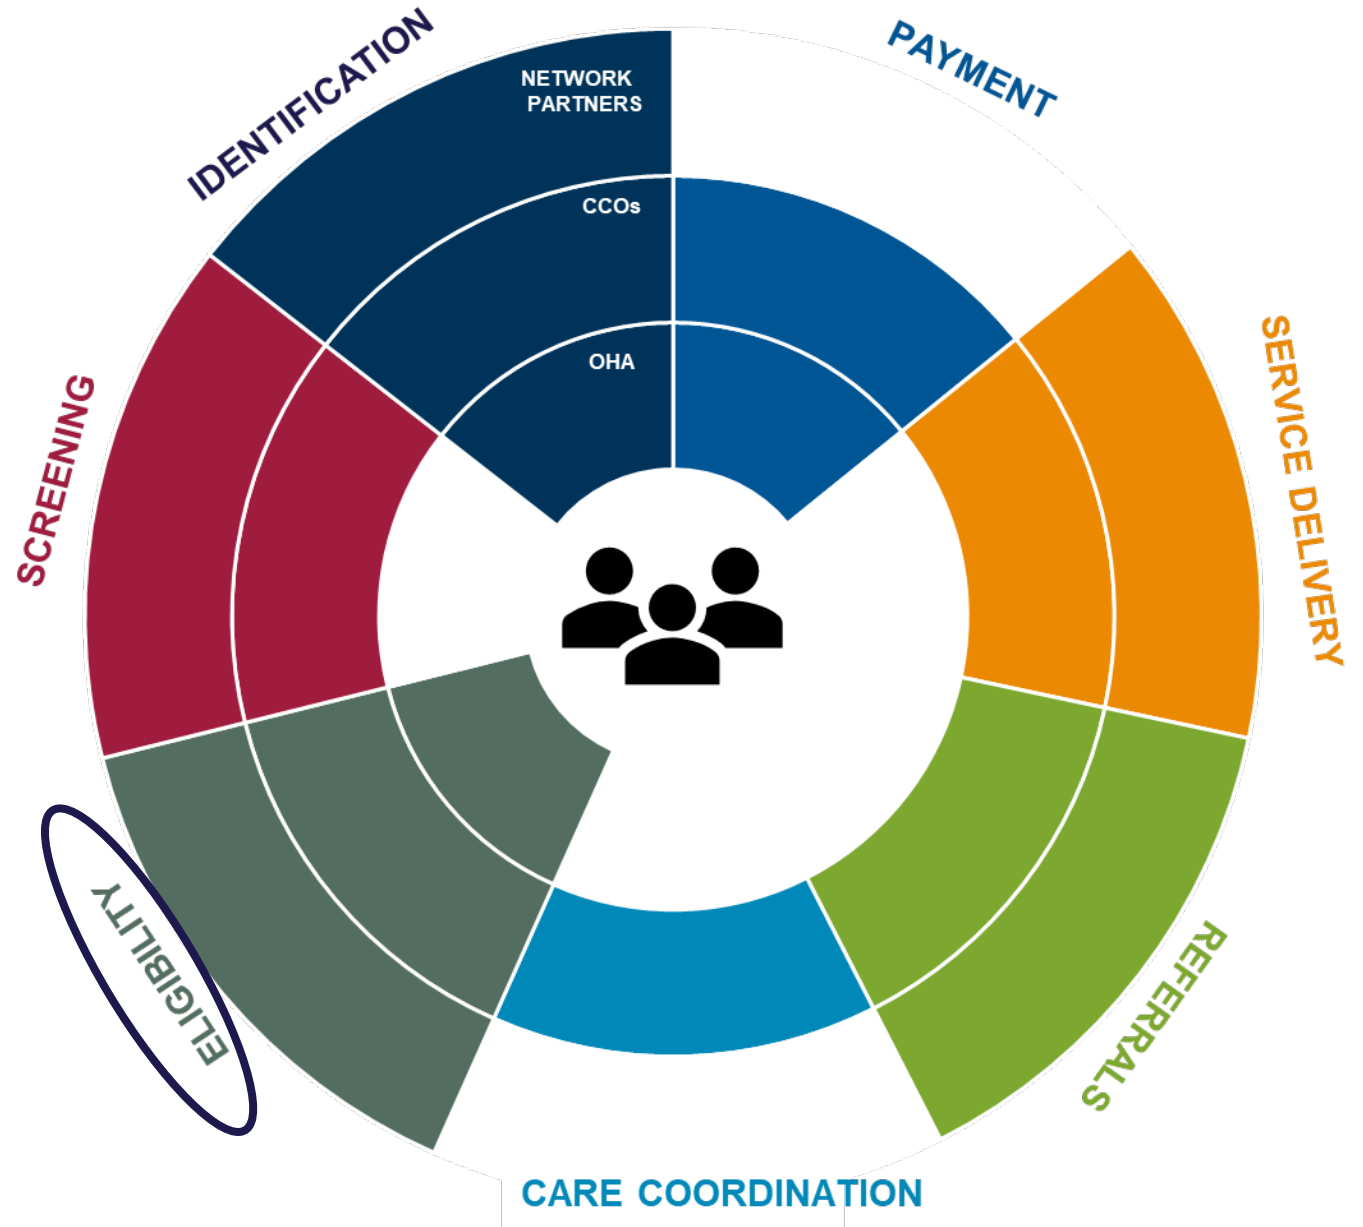 IDENTIFICATION
PAYMENT
NETWORK
PARTNERS
CCOs
OHA
SCREENING
SERVICE DELIVERY
ELIGIBILITY
REFERRALS
CARE COORDINATION